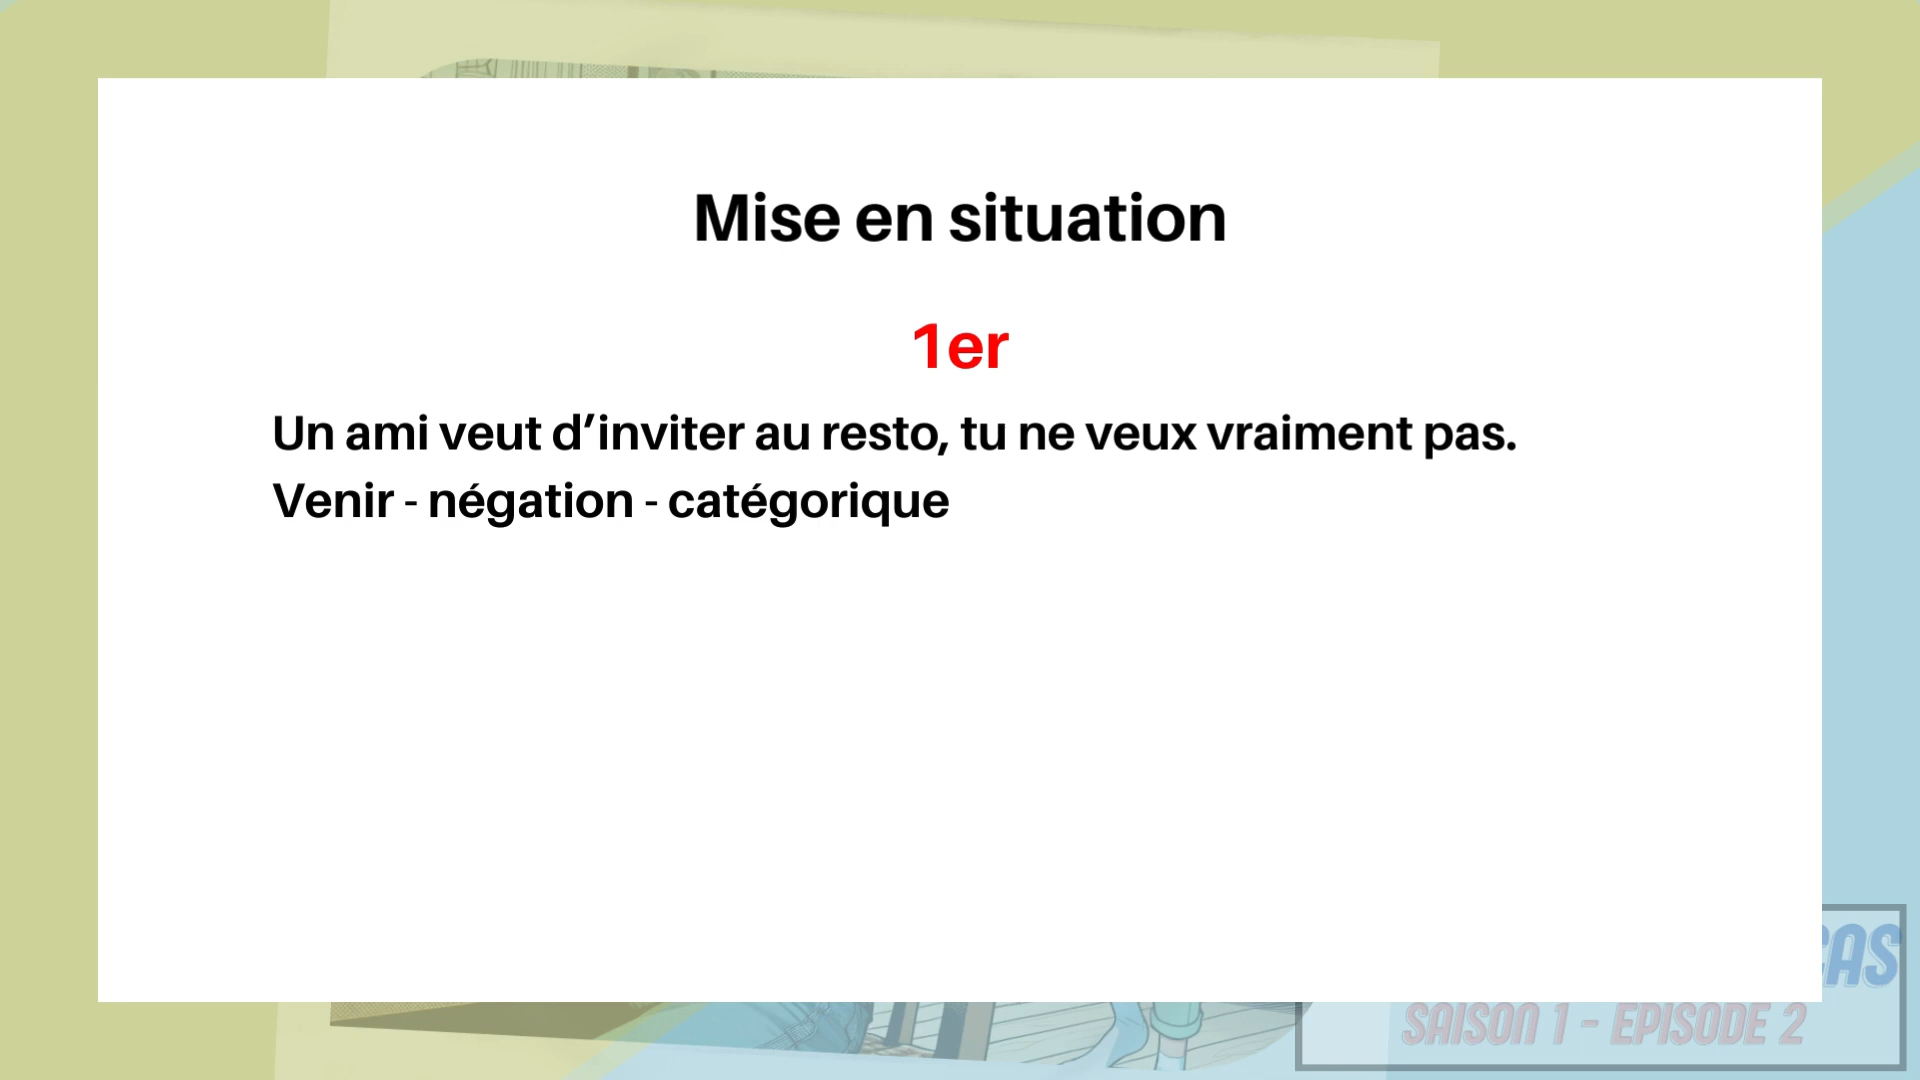 Mise en situation
1er
Un ami veut d’inviter au resto, tu ne veux vraiment pas.
Venir - négation - catégorique
SAISON 1 - EPISODE 2